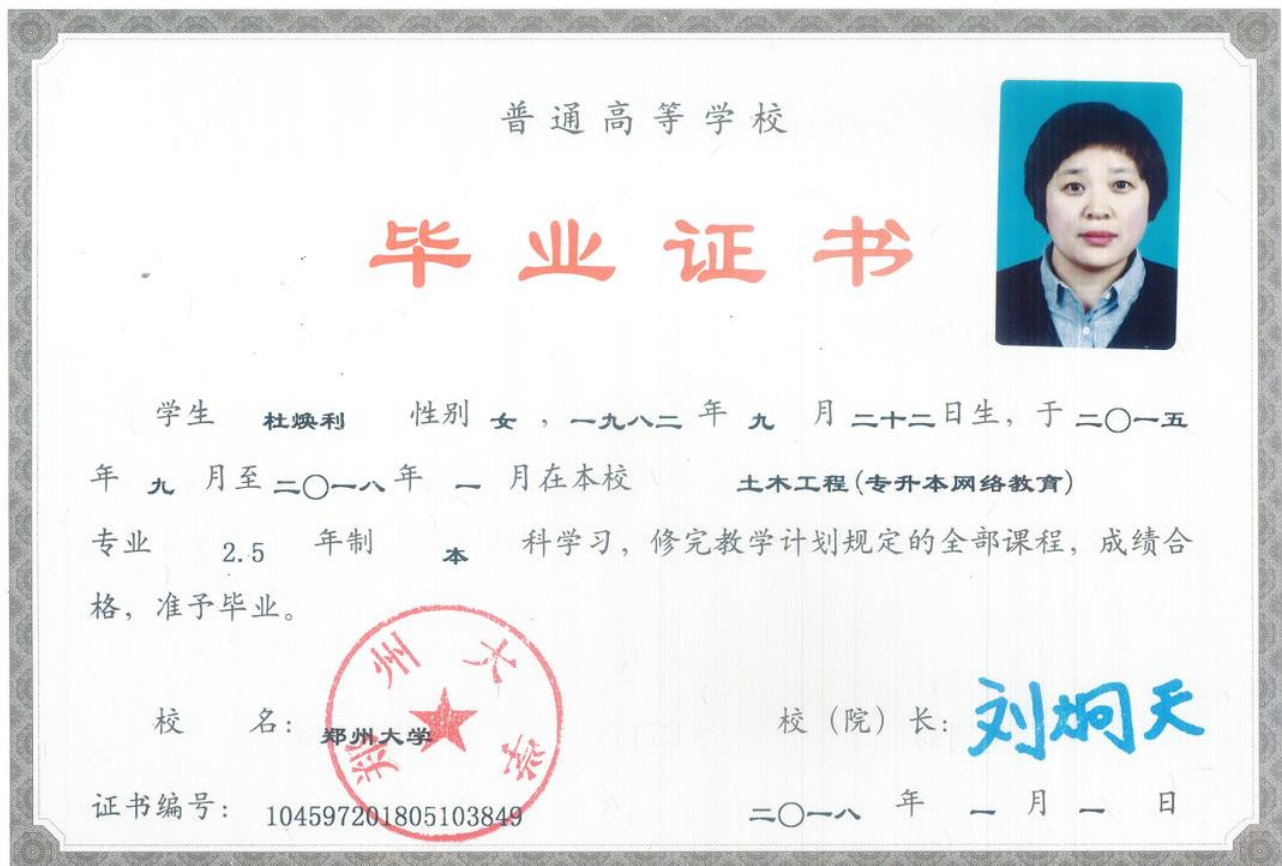 普通高等学校
毕业证书
学生 杜焕利 性别 女，一九八二 年 九 月 二十二日生，于 二〇一五
年 九 月至 二〇一八 年 一 月在本校 土木工程(专升本网络教育)
专业 2.5 年制 本 科学习，修完教学计划规定的全部课程，成绩合
格，准予毕业。
郑州大学
校 名：郑州大学 校（院）长：刘炯天
证书编号：104597201805103849 二〇一八 年 一 月 一 日